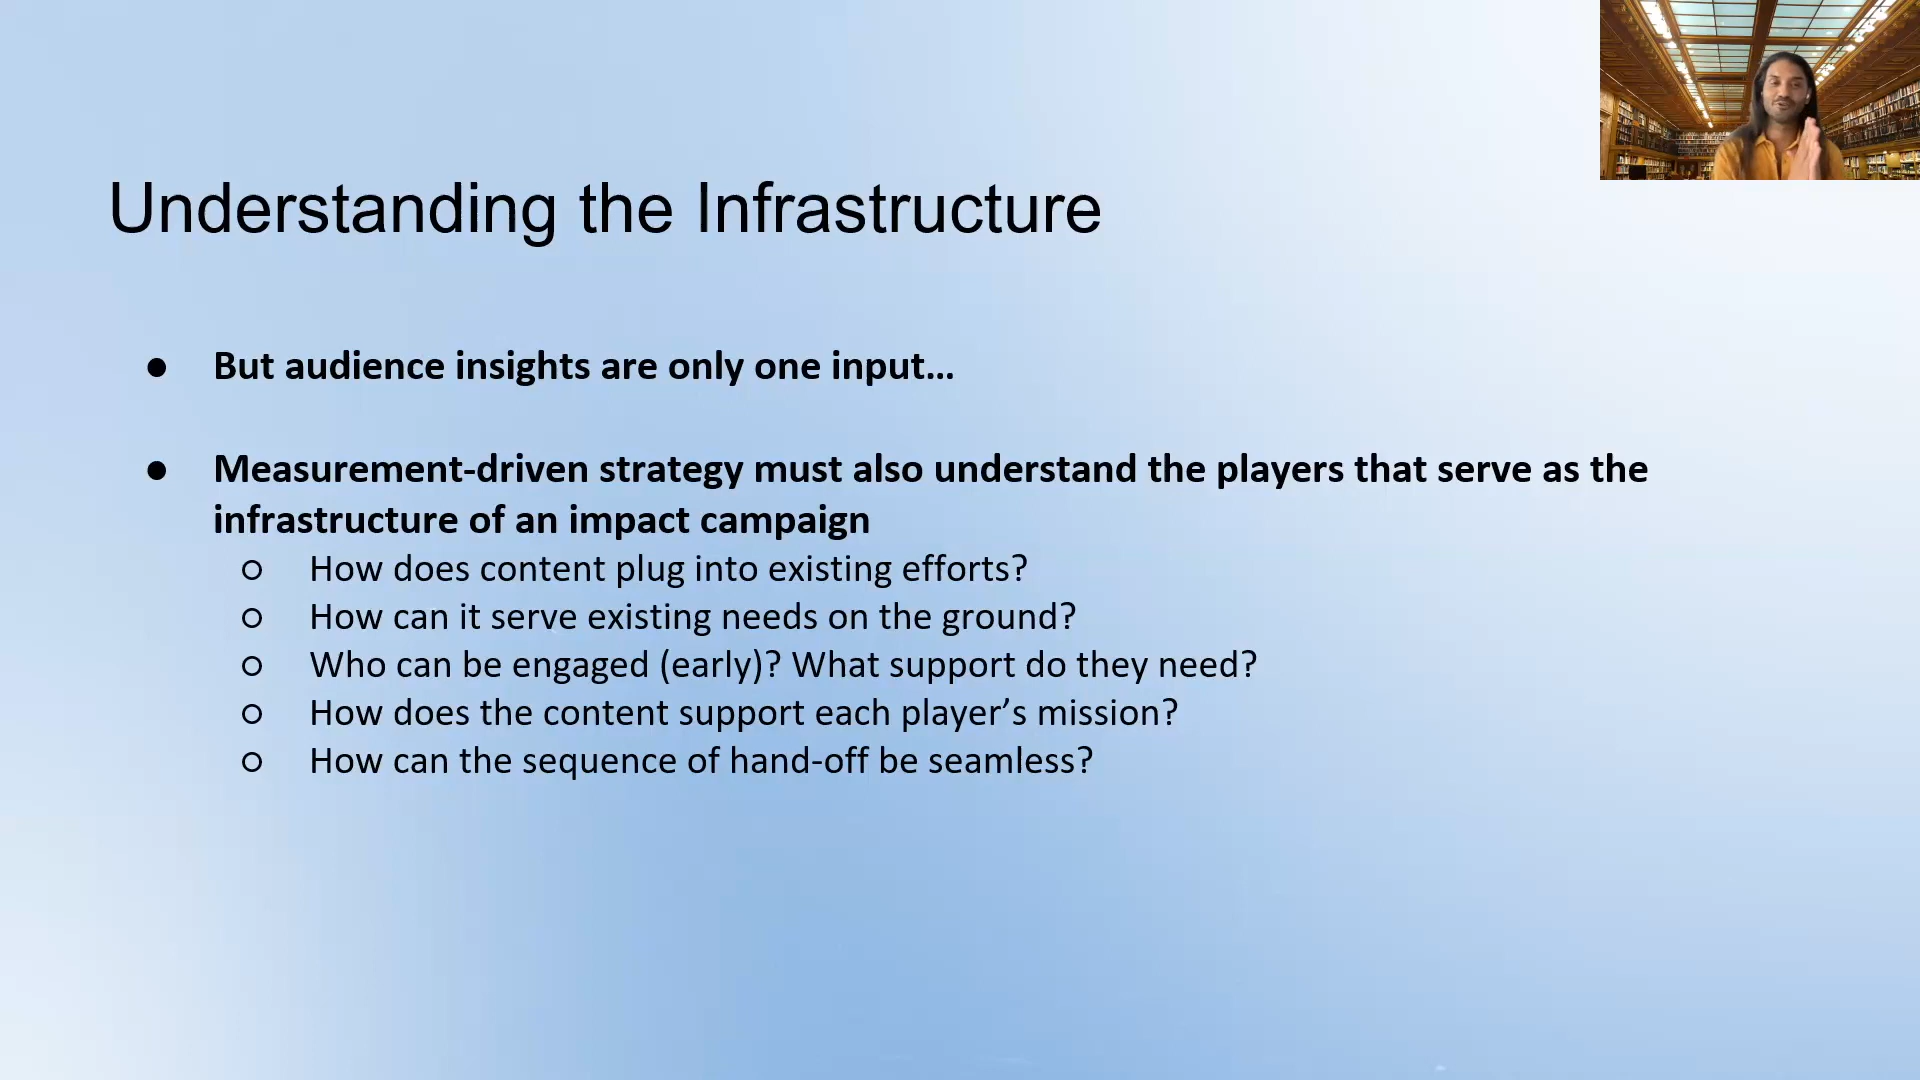 Understanding the Infrastructure
● But audience insights are only one input…
● Measurement-driven strategy must also understand the players that serve as the
infrastructure of an impact campaign
○ How does content plug into existing efforts?
○ How can it serve existing needs on the ground?
○ Who can be engaged (early)? What support do they need?
○ How does the content support each player’s mission?
○ How can the sequence of hand-off be seamless?